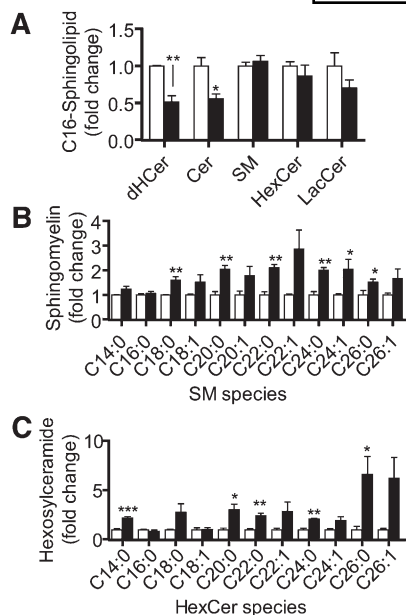 A
C16-Sphingolipid
(fold change)
1.5
1.0
0.5
0.0
**
*
dHCer
Cer
SM
HexCer
LacCer
B
Sphingomyelin
(fold change)
4
3
2
1
0
**
**
**
**
*
*
C14:0
C16:0
C18:0
C18:1
C20:0
C20:1
C22:0
C22:1
C24:0
C24:1
C26:0
C26:1
SM species
C
Hexosylceramide
(fold change)
10
5
0
***
*
**
**
*
C14:0
C16:0
C18:0
C18:1
C20:0
C22:0
C22:1
C24:0
C24:1
C26:0
C26:1
HexCer species